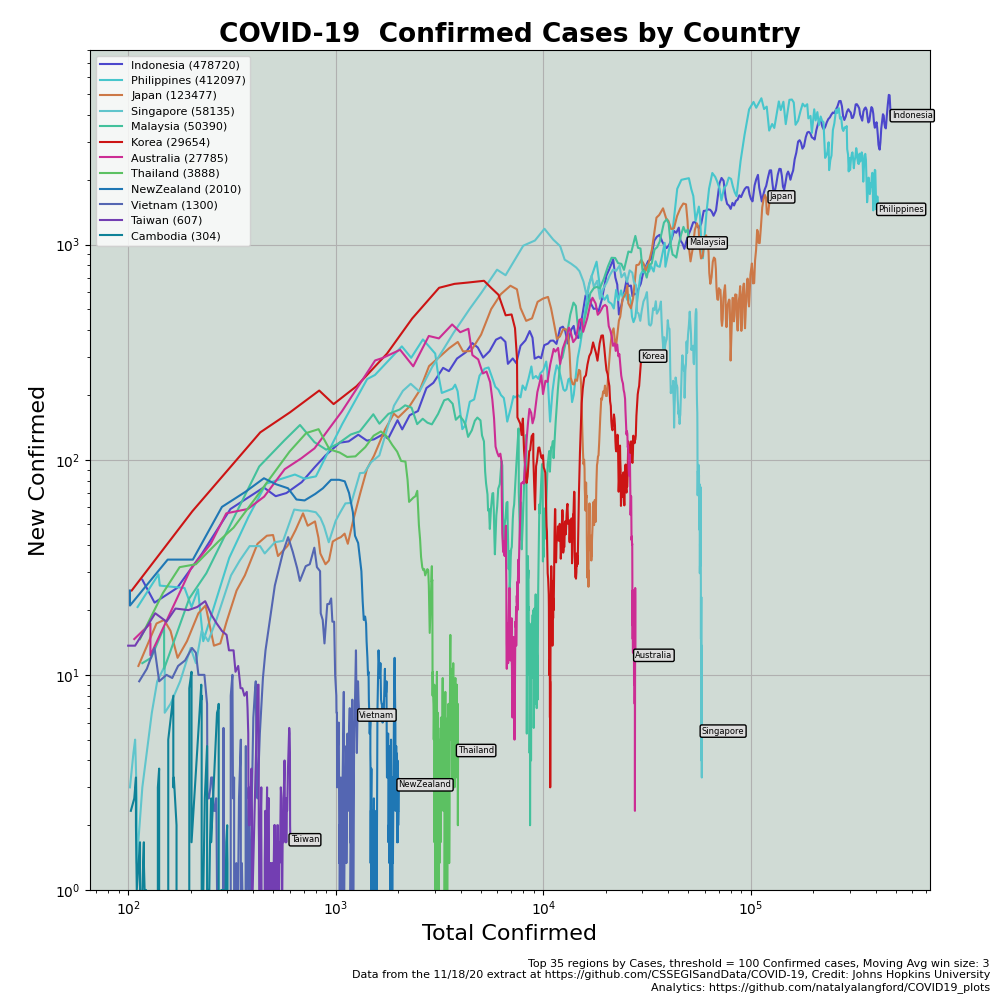 COVID-19  Confirmed Cases by Country
Indonesia (478720)
Philippines (412097)
Japan (123477)
Singapore (58135)
Malaysia (50390)
Korea (29654)
Australia (27785)
Thailand (3888)
NewZealand (2010)
Vietnam (1300)
Taiwan (607)
Cambodia (304)
Indonesia
Japan
Philippines
Malaysia
Korea
Australia
Vietnam
Singapore
Thailand
NewZealand
Taiwan
New Confirmed
10³
10²
10¹
10⁰
10² 10³ 10⁴ 10⁵
Total Confirmed
Top 35 regions by Cases, threshold = 100 Confirmed cases, Moving Avg win size: 3
Data from the 11/18/20 extract at https://github.com/CSSEGISandData/COVID-19, Credit: Johns Hopkins University
Analytics: https://github.com/natalyalangford/COVID19_plots